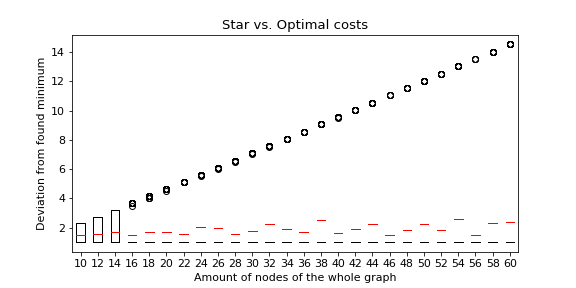 Star vs. Optimal costs
Deviation from found minimum
14
12
10
8
6
4
2
10 12 14 16 18 20 22 24 26 28 30 32 34 36 38 40 42 44 46 48 50 52 54 56 58 60
Amount of nodes of the whole graph